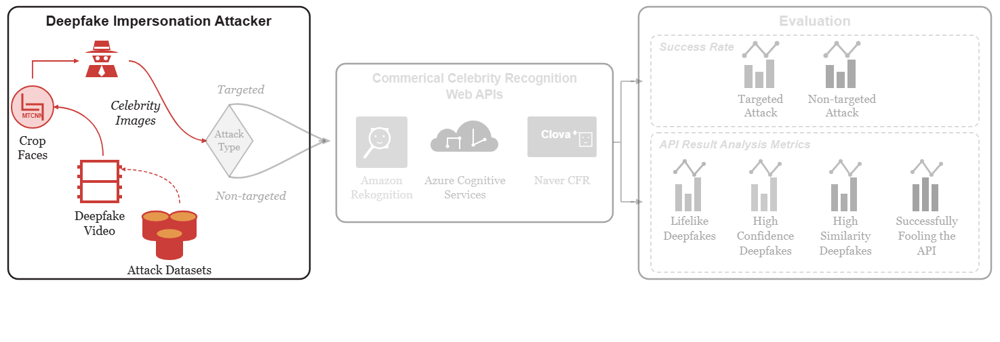 Deepfake Impersonation Attacker
Targeted
Celebrity
Images
MTCNN
Crop
Faces
Attack
Type
Non-targeted
Deepfake
Video
Attack Datasets
Commerical Celebrity Recognition
Web APIs
Clova
Amazon
Rekognition
Azure Cognitive
Services
Naver CFR
Evaluation
Success Rate
Targeted
Attack
Non-targeted
Attack
API Result Analysis Metrics
Lifelike
Deepfakes
High
Confidence
Deepfakes
High
Similarity
Deepfakes
Successfully
Fooling the
API